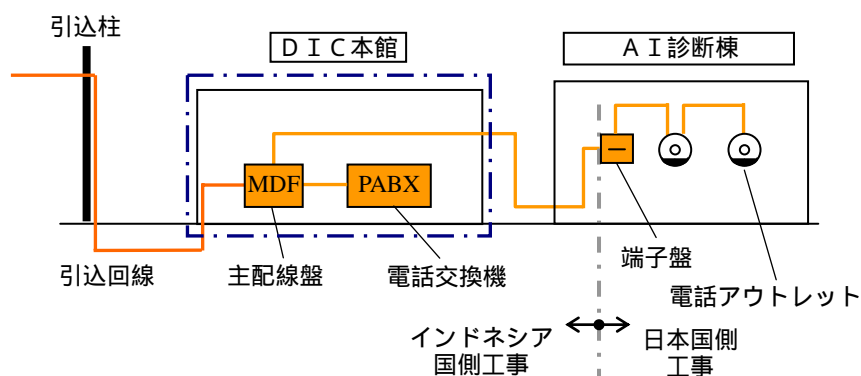 引込柱
ＤＩＣ本館
ＡＩ診断棟
MDF
PABX
引込回線
主配線盤
電話交換機
端子盤
電話アウトレット
インドネシア
国側工事
日本国側
工事